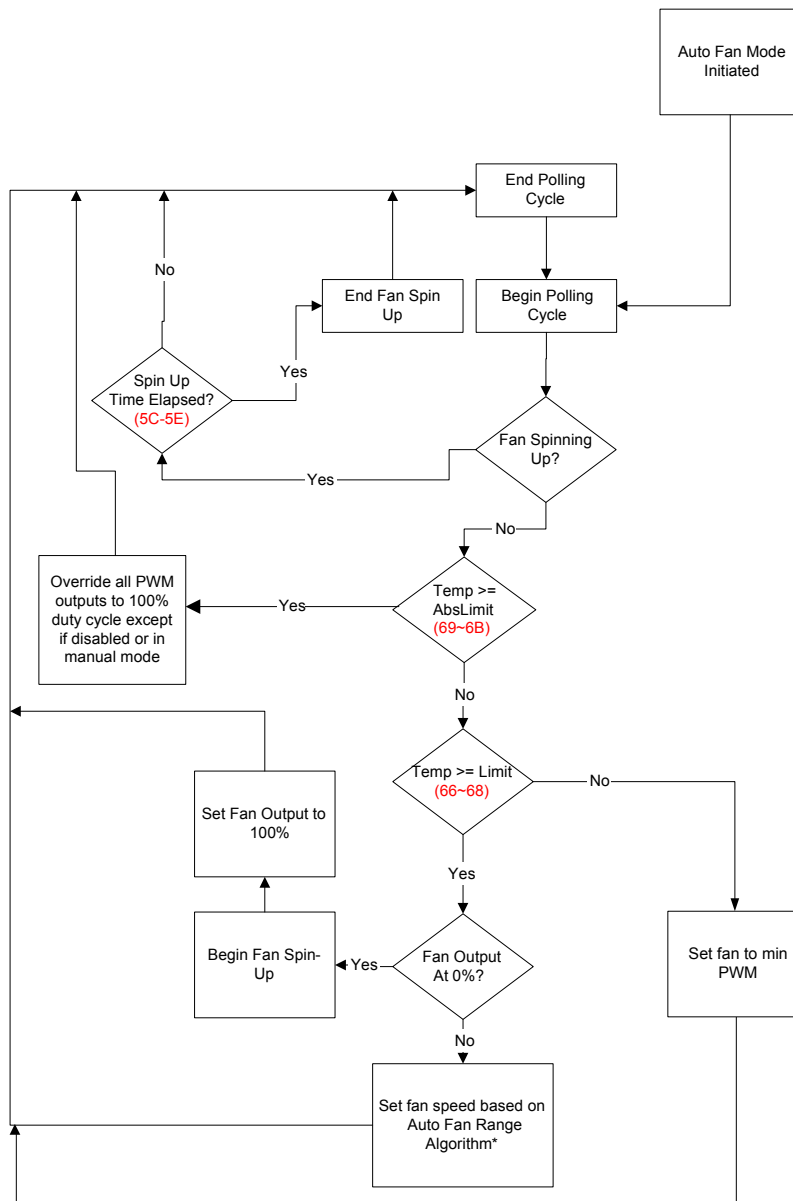 Auto Fan Mode
Initiated
End Polling
Cycle
No
End Fan Spin
Up
Begin Polling
Cycle
Spin Up
Time Elapsed?
(5C-5E)
Yes
Fan Spinning
Up?
Yes
No
Override all PWM
outputs to 100%
duty cycle except
if disabled or in
manual mode
Yes
Temp >=
AbsLimit
(69~6B)
No
Temp >= Limit
(66~68)
No
Set Fan Output to
100%
Yes
Begin Fan Spin-
Up
Yes
Fan Output
At 0%?
Set fan to min
PWM
No
Set fan speed based on
Auto Fan Range
Algorithm*